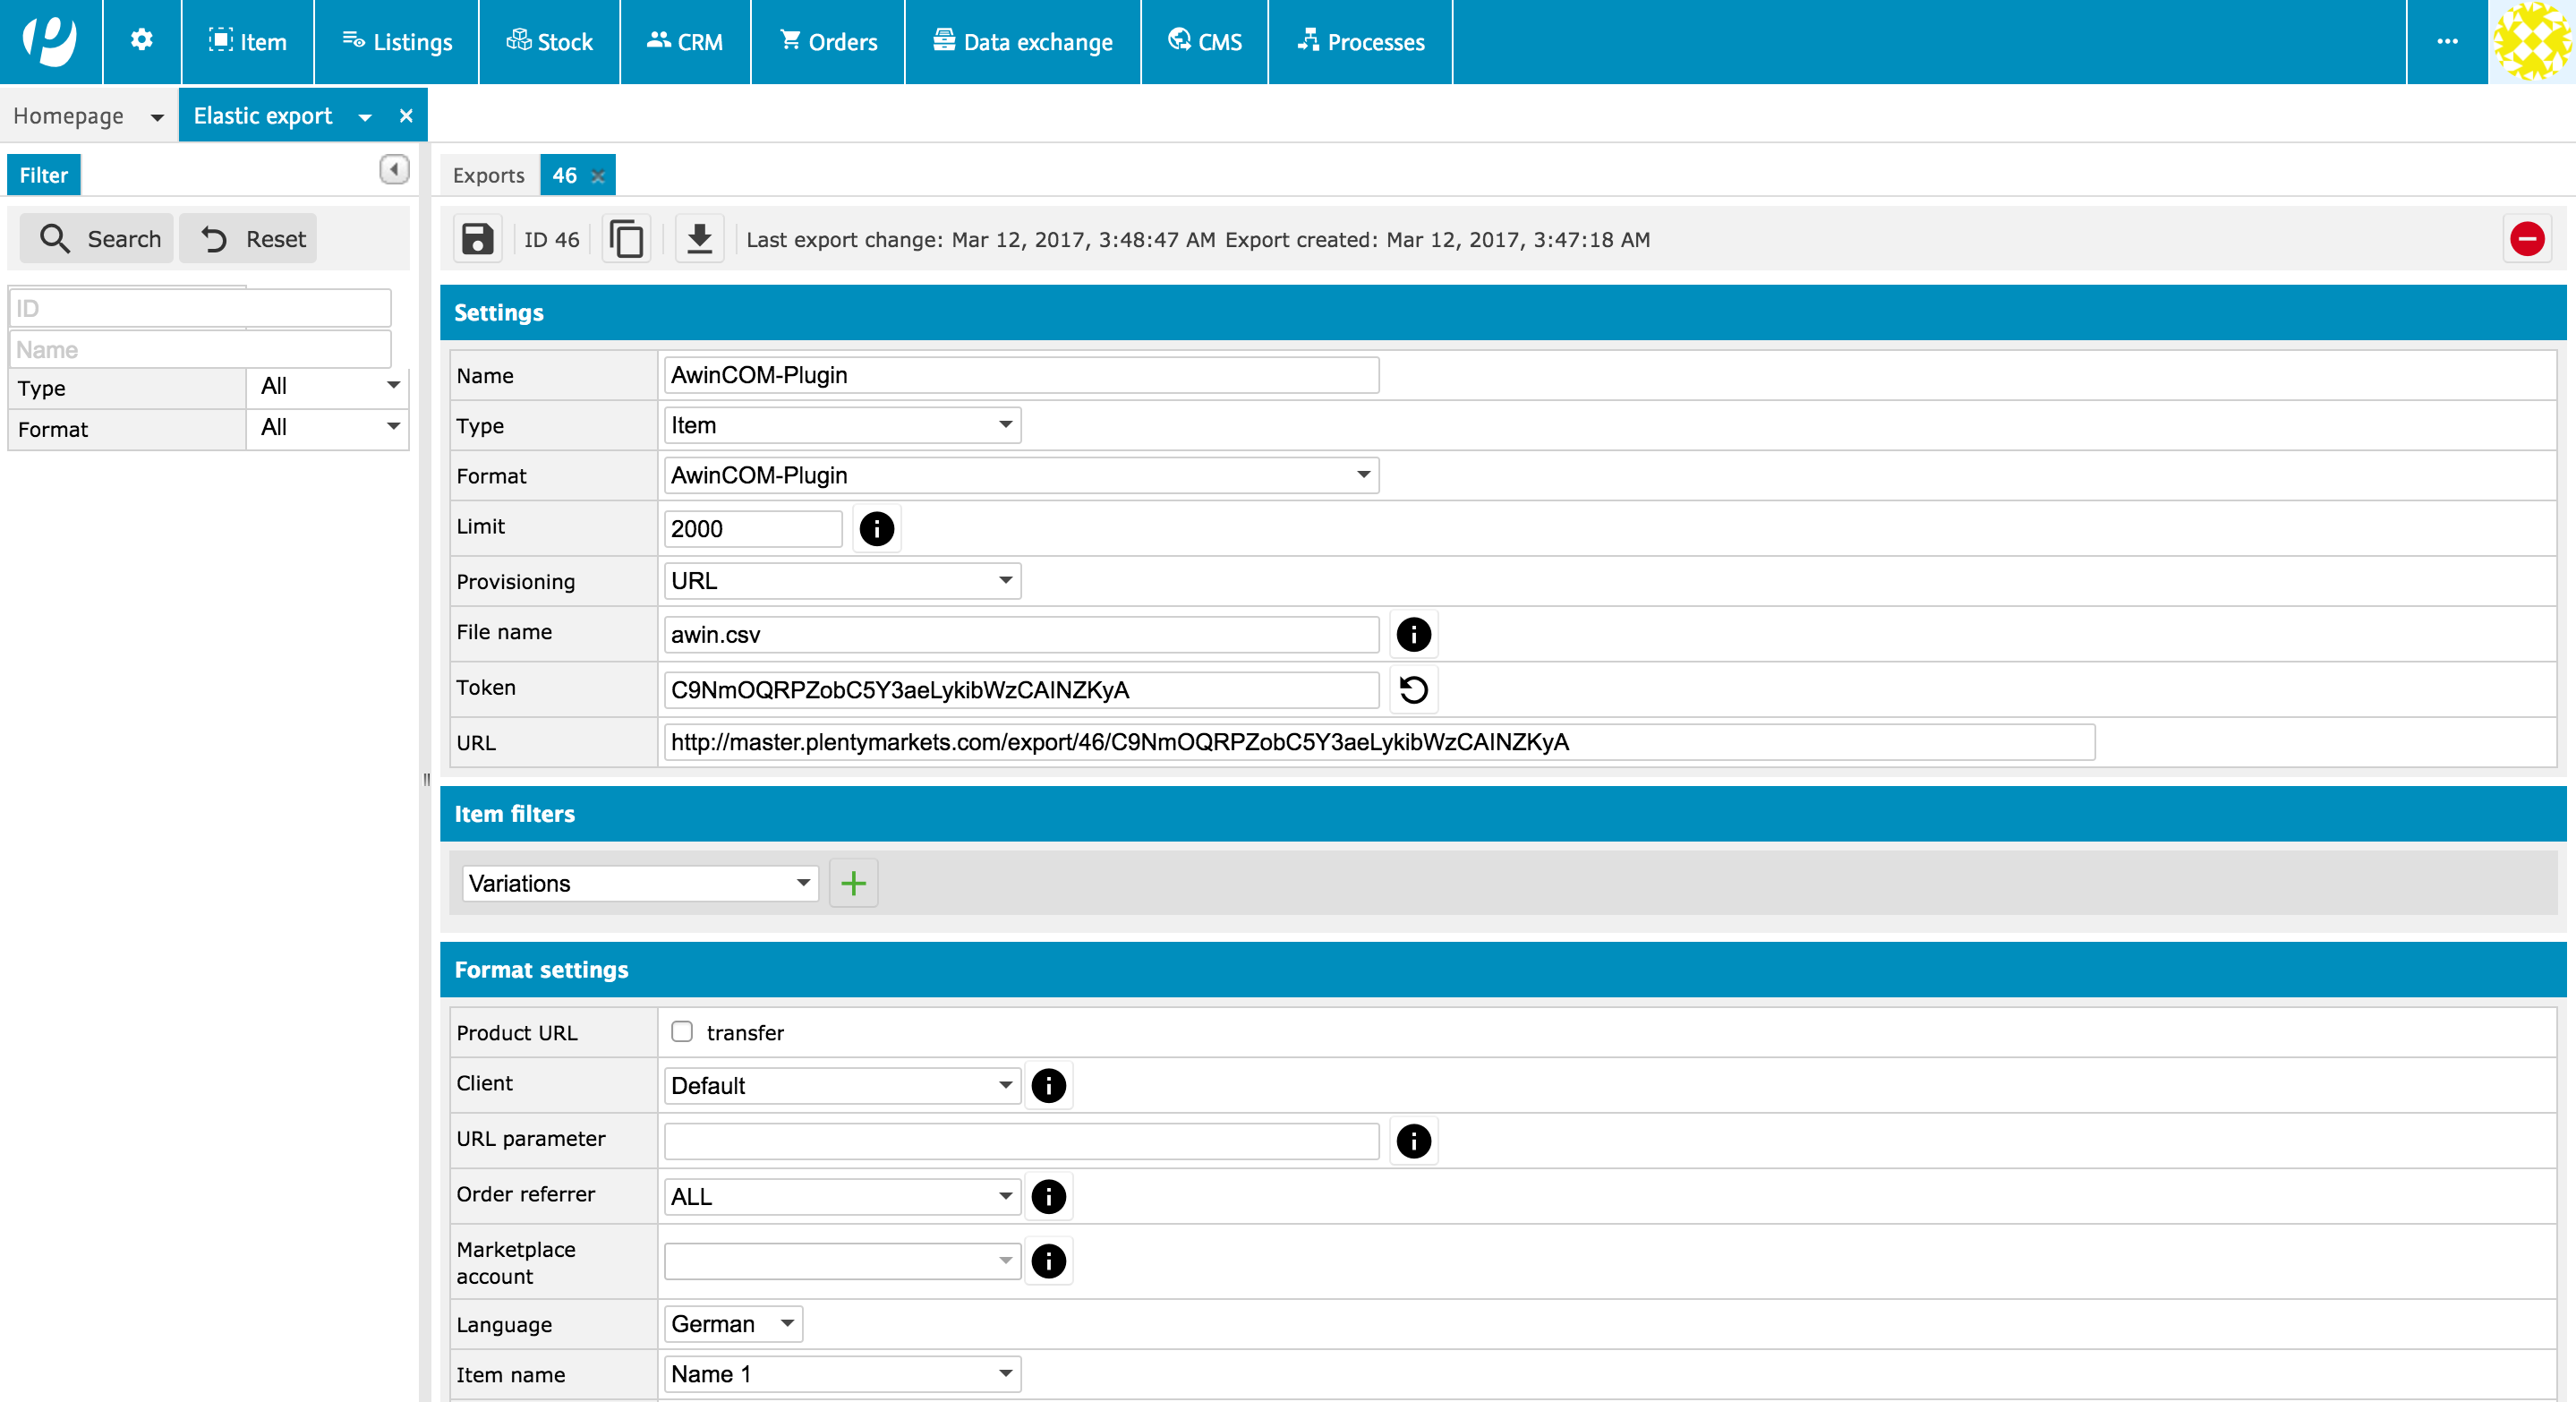 Item
Listings
Stock
CRM
Orders
Data exchange
CMS
Processes
Homepage
Elastic export
Filter
Search
Reset
ID
Name
Type All
Format All
Exports
46
ID 46
Last export change: Mar 12, 2017, 3:48:47 AM Export created: Mar 12, 2017, 3:47:18 AM
Settings
Name AwinCOM-Plugin
Type Item
Format AwinCOM-Plugin
Limit 2000
Provisioning URL
File name awin.csv
Token C9NmOQRPZobC5Y3aeLykibWzCAINZKyA
URL http://master.plentymarkets.com/export/46/C9NmOQRPZobC5Y3aeLykibWzCAINZKyA
Item filters
Variations
Format settings
Product URL transfer
Client Default
URL parameter
Order referrer ALL
Marketplace
account
Language German
Item name Name 1